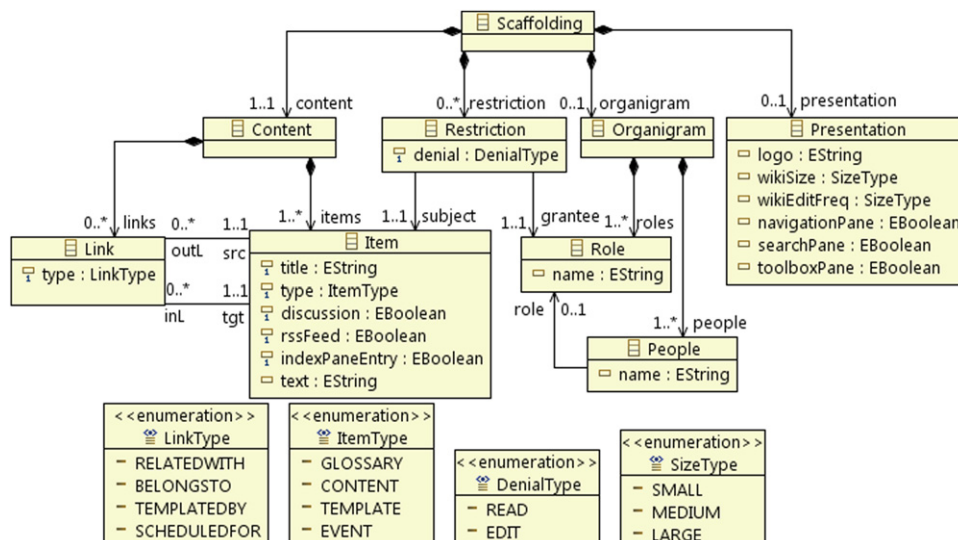 Scaffolding
1..1 content
0..* restriction
0..1 organigram
0..1 presentation
Content
Restriction
denial : DenialType
Organigram
Presentation
logo : EString
wikiSize : SizeType
wikiEditFreq : SizeType
navigationPane : EBoolean
searchPane : EBoolean
toolboxPane : EBoolean
0..* links
1..* items
1..1 subject
1..1 grantee
1..* roles
Link
type : LinkType
0..* 1..1
outL src
0..* 1..1
inL tgt
Item
title : EString
type : ItemType
discussion : EBoolean
rssFeed : EBoolean
indexPaneEntry : EBoolean
text : EString
Role
name : EString
role 0..1
1..* people
People
name : EString
<<enumeration>>
LinkType
RELATEDWITH
BELONGSTO
TEMPLATEDBY
SCHEDULEDFOR
<<enumeration>>
ItemType
GLOSSARY
CONTENT
TEMPLATE
EVENT
<<enumeration>>
DenialType
READ
EDIT
<<enumeration>>
SizeType
SMALL
MEDIUM
LARGE